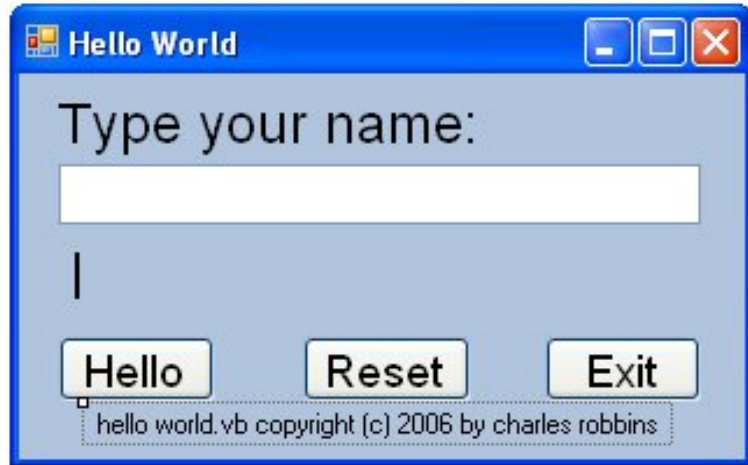 Hello World
Type your name:
|
Hello Reset Exit
hello world.vb copyright (c) 2006 by charles robbins